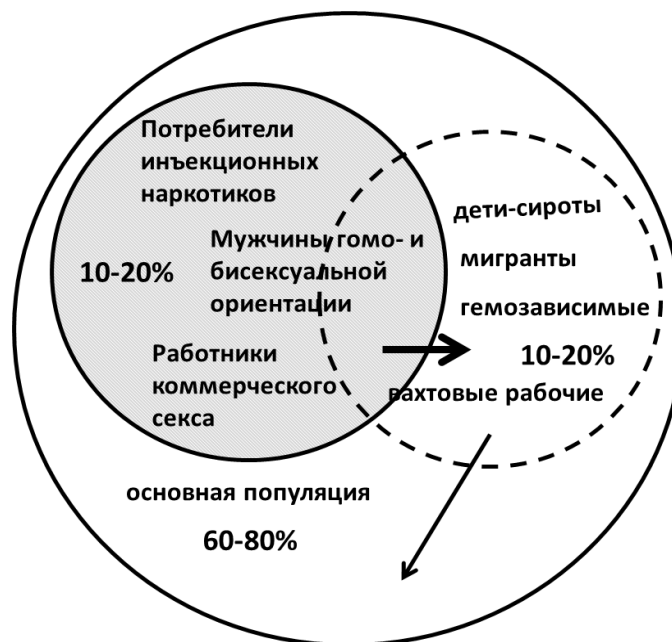 Потребители
инъекционных
наркотиков
Мужчины гомо- и
бисексуальной
ориентации
10-20%
Работники
коммерческого
секса
дети-сироты
мигранты
гемозависимые
10-20%
вахтовые рабочие
основная популяция
60-80%